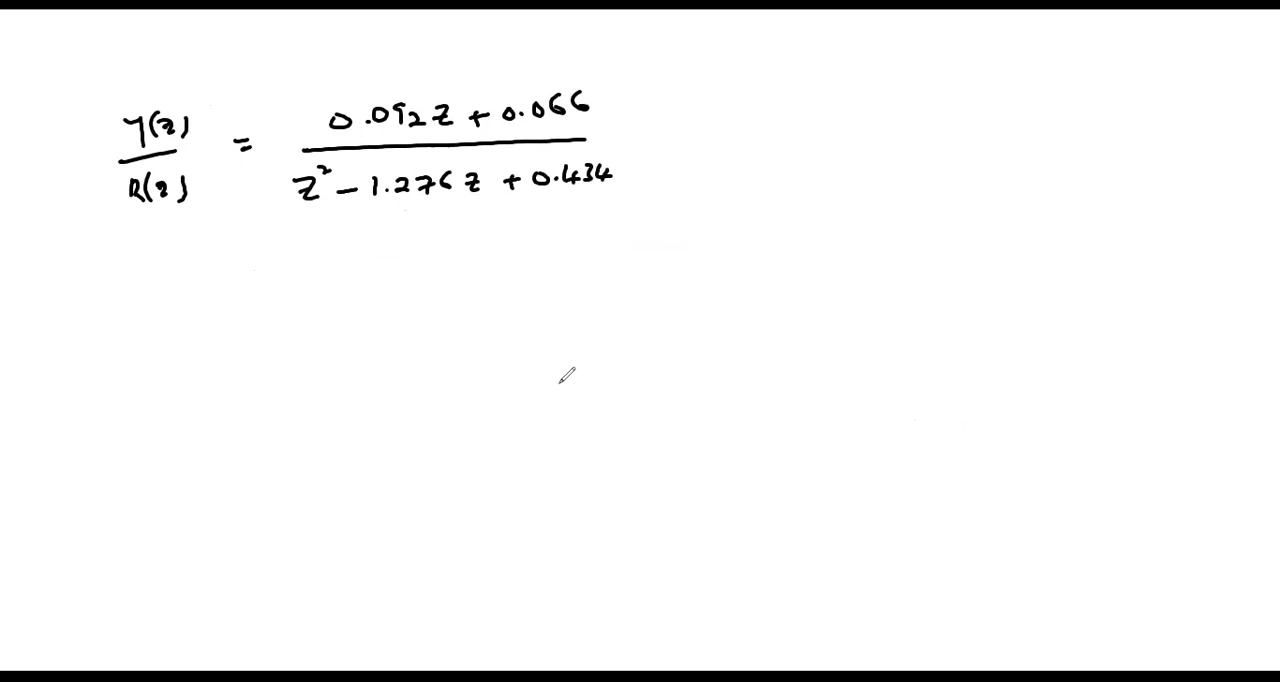 Y(z)/R(z) = (0.092z + 0.066)/(z² - 1.276z + 0.434)